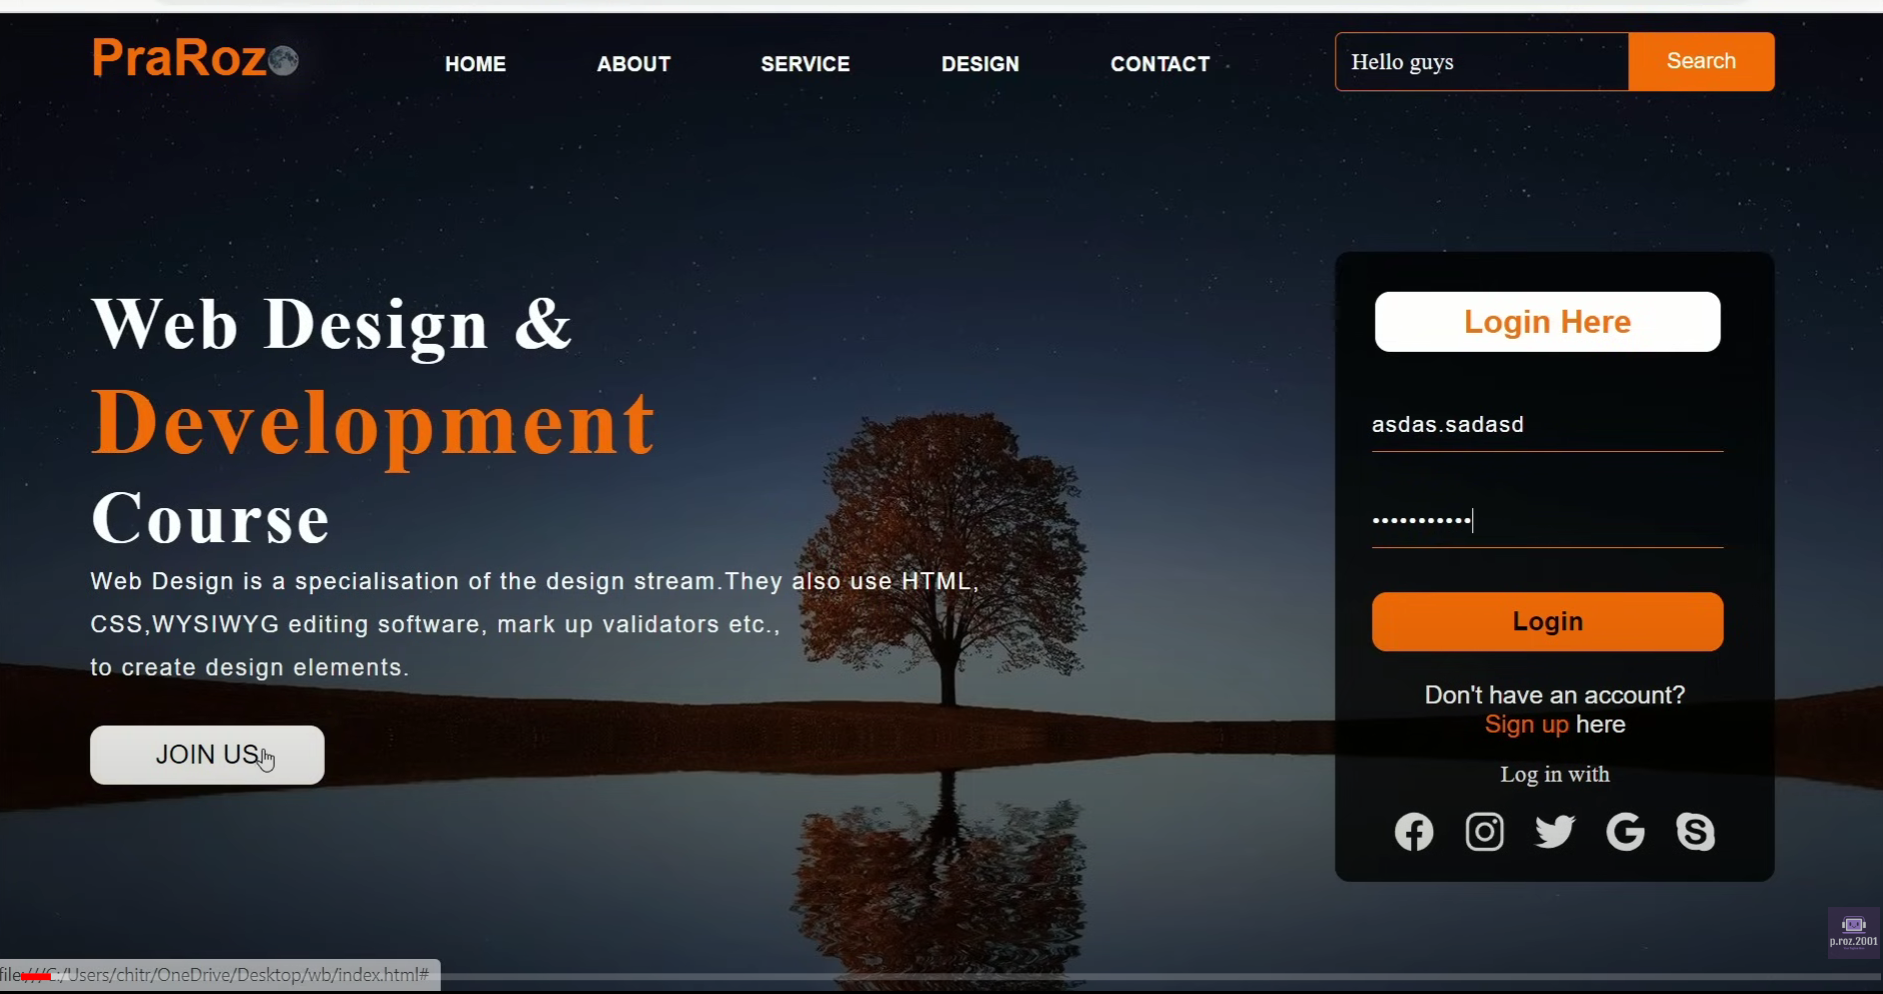 PraRoz
HOME ABOUT SERVICE DESIGN CONTACT
Hello guys Search
Web Design &
Development
Course
Web Design is a specialisation of the design stream.They also use HTML,
CSS,WYSIWYG editing software, mark up validators etc.,
to create design elements.
JOIN US
Login Here
asdas.sadasd
•••••••••••
Login
Don't have an account?
Sign up here
Log in with
p.roz.2001
file:///C:/Users/chitr/OneDrive/Desktop/wb/index.html#